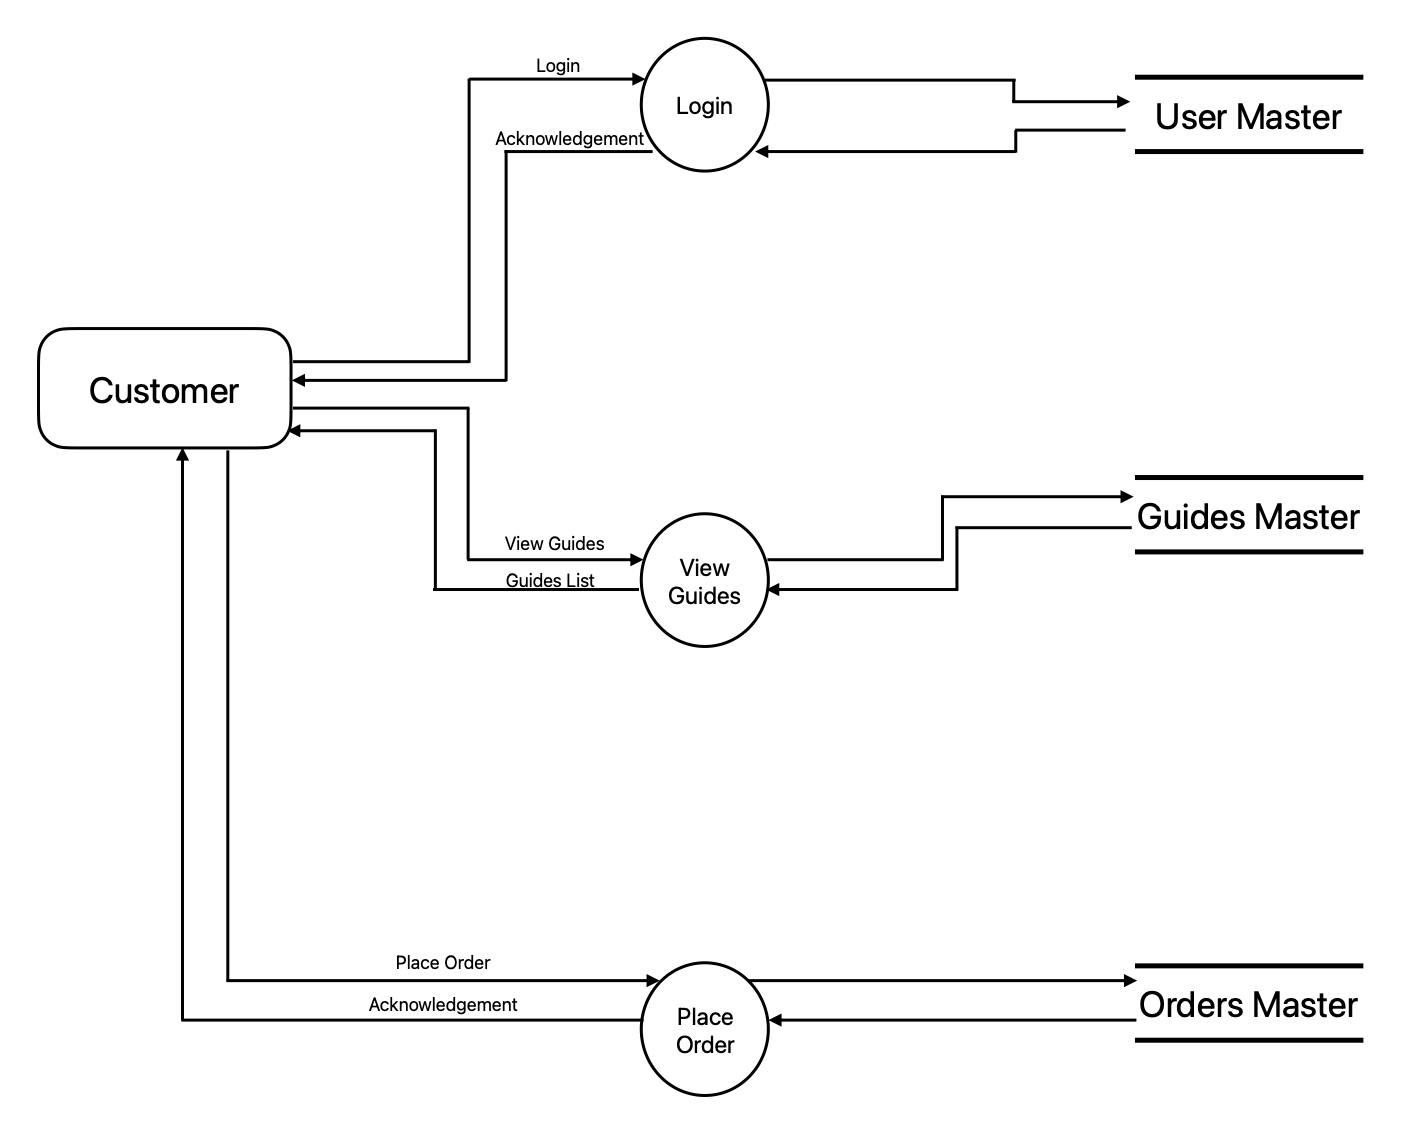 Login
Login
User Master
Acknowledgement
Customer
View Guides
Guides List
View
Guides
Guides Master
Place Order
Acknowledgement
Place
Order
Orders Master